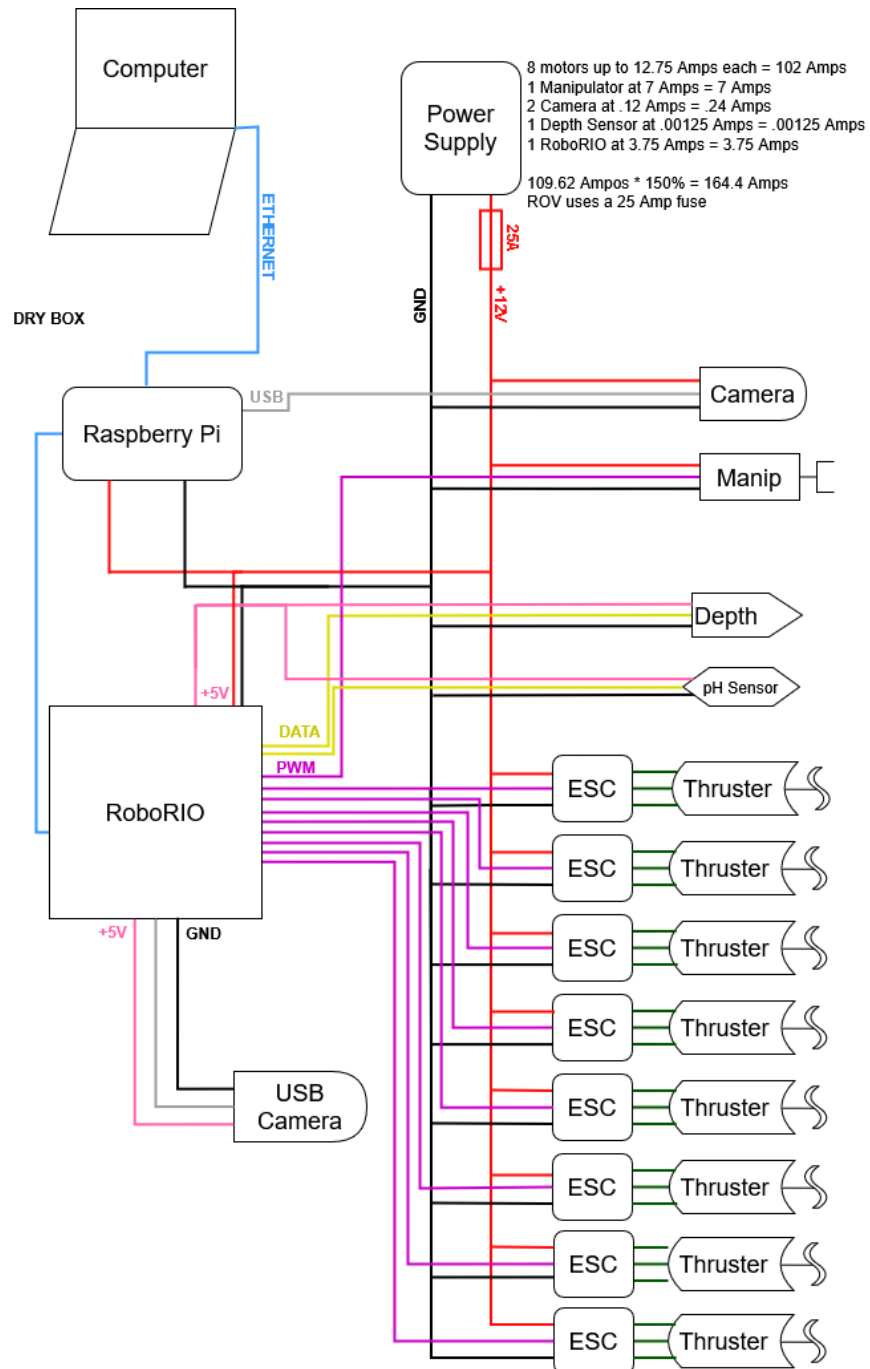 Computer
Power
Supply
8 motors up to 12.75 Amps each = 102 Amps
1 Manipulator at 7 Amps = 7 Amps
2 Camera at .12 Amps = .24 Amps
1 Depth Sensor at .00125 Amps = .00125 Amps
1 RoboRIO at 3.75 Amps = 3.75 Amps
109.62 Ampos * 150% = 164.4 Amps
ROV uses a 25 Amp fuse
ETHERNET
25A
GND
+12V
DRY BOX
USB
Camera
Raspberry Pi
Manip
Depth
+5V
pH Sensor
DATA
PWM
RoboRIO
ESC
Thruster
ESC
Thruster
+5V
GND
ESC
Thruster
ESC
Thruster
USB
Camera
ESC
Thruster
ESC
Thruster
ESC
Thruster
ESC
Thruster